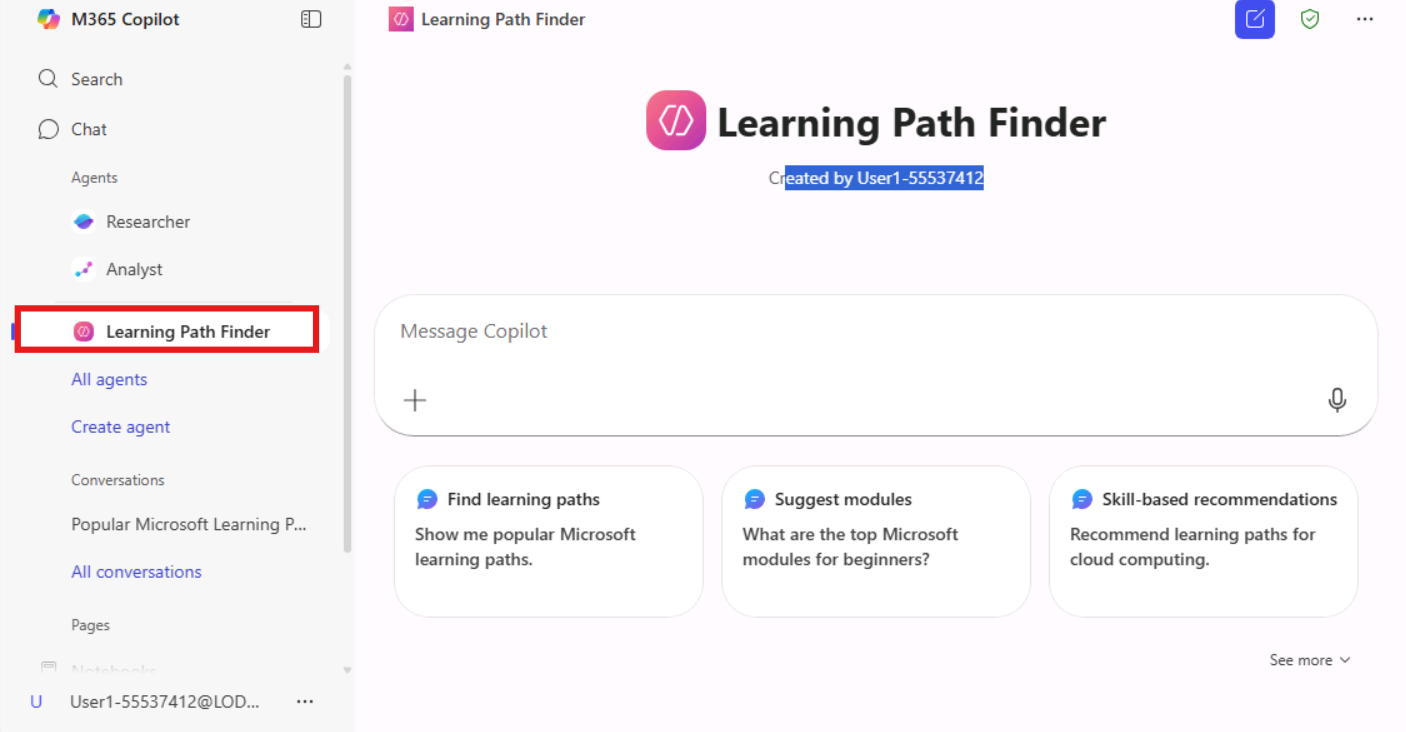 M365 Copilot
Search
Chat
Agents
Researcher
Analyst
Learning Path Finder
All agents
Create agent
Conversations
Popular Microsoft Learning P...
All conversations
Pages
Notebooks
U User1-55537412@LOD...
Learning Path Finder
Learning Path Finder
Created by User1-55537412
Message Copilot
Find learning paths
Show me popular Microsoft
learning paths.
Suggest modules
What are the top Microsoft
modules for beginners?
Skill-based recommendations
Recommend learning paths for
cloud computing.
See more